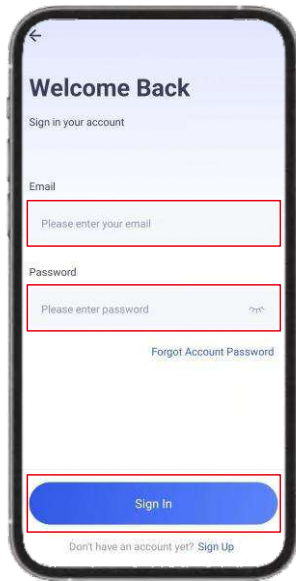 Welcome Back
Sign in your account
Email
Please enter your email
Password
Please enter password
Forgot Account Password
Sign In
Don't have an account yet? Sign Up